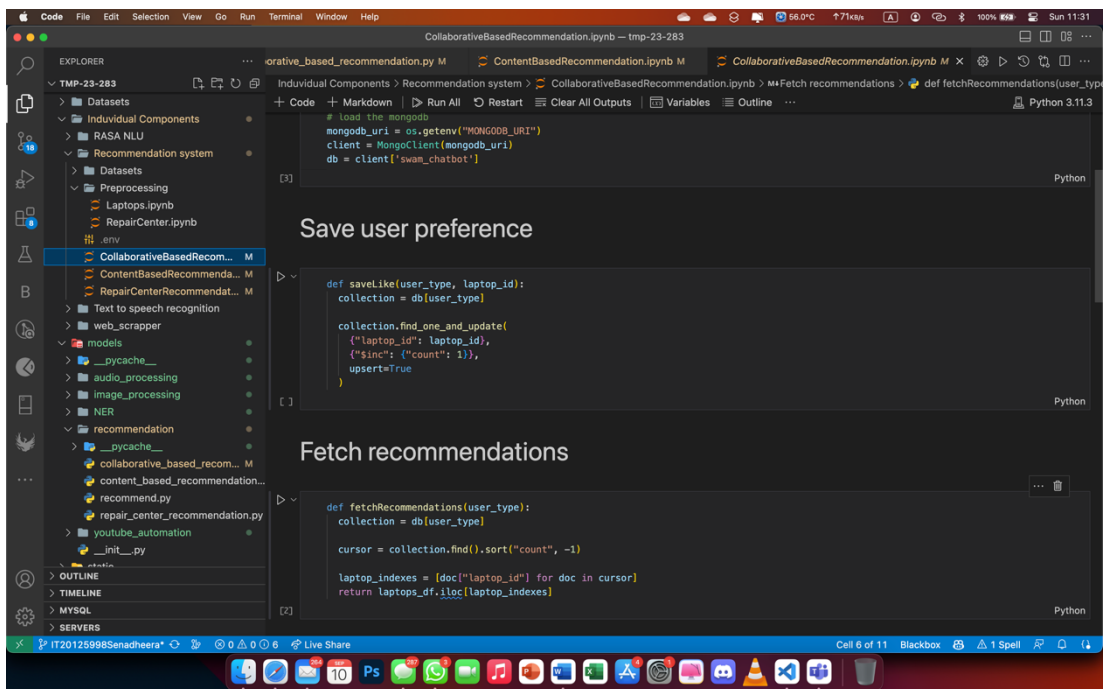 Code File Edit Selection View Go Run Terminal Window Help 56.0°C ↑71KB/s A 100% Sun 11:31
CollaborativeBasedRecommendation.ipynb — tmp-23-283
EXPLORER
orative_based_recommendation.py M ContentBasedRecommendation.ipynb M CollaborativeBasedRecommendation.ipynb M
TMP-23-283
Induvidual Components > Recommendation system > CollaborativeBasedRecommendation.ipynb > M↓Fetch recommendations > def fetchRecommendations(user_type
+ Code + Markdown Run All Restart Clear All Outputs Variables Outline ... Python 3.11.3
Datasets
Induvidual Components
RASA NLU
Recommendation system
Datasets
Preprocessing
Laptops.ipynb
RepairCenter.ipynb
.env
CollaborativeBasedRecom... M
ContentBasedRecommenda... M
RepairCenterRecommendat... M
Text to speech recognition
web_scrapper
models
__pycache__
audio_processing
image_processing
NER
recommendation
__pycache__
collaborative_based_recom... M
content_based_recommendation...
recommend.py
repair_center_recommendation.py
youtube_automation
__init__.py
static
OUTLINE
TIMELINE
MYSQL
SERVERS
# load the mongodb
mongodb_uri = os.getenv("MONGODB_URI")
client = MongoClient(mongodb_uri)
db = client['swam_chatbot']
[3] Python
Save user preference
def saveLike(user_type, laptop_id):
collection = db[user_type]
collection.find_one_and_update(
{"laptop_id": laptop_id},
{"$inc": {"count": 1}},
upsert=True
)
[ ] Python
Fetch recommendations
def fetchRecommendations(user_type):
collection = db[user_type]
cursor = collection.find().sort("count", -1)
laptop_indexes = [doc["laptop_id"] for doc in cursor]
return laptops_df.iloc[laptop_indexes]
[2] Python
IT20125998Senadheera* 0 0 6 Live Share Cell 6 of 11 Blackbox 1 Spell
SEP
10
Ps